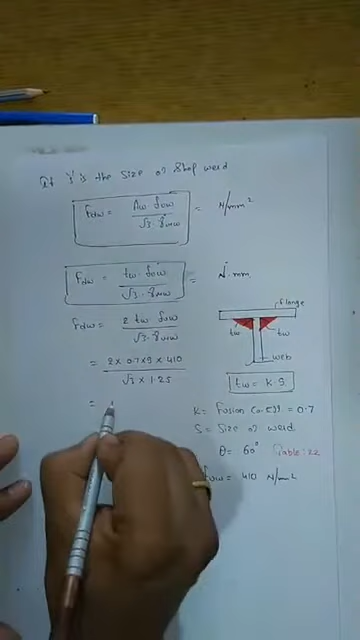 If 's' is the size of shop weld
Fdw = Aw · fuw / √3 · γmw = N/mm²
Fdw = tw · fuw / √3 · γmw = N·mm
flange
Fdw = 2 tw · fuw / √3 · γmw
tw tw
web
= 2 × 0.7 × S × 410 / √3 × 1.25
tw = K·S
=
K = Fusion Co.eff = 0.7
S = Size of weld
θ = 60° Table: 22
fuw = 410 N/mm²